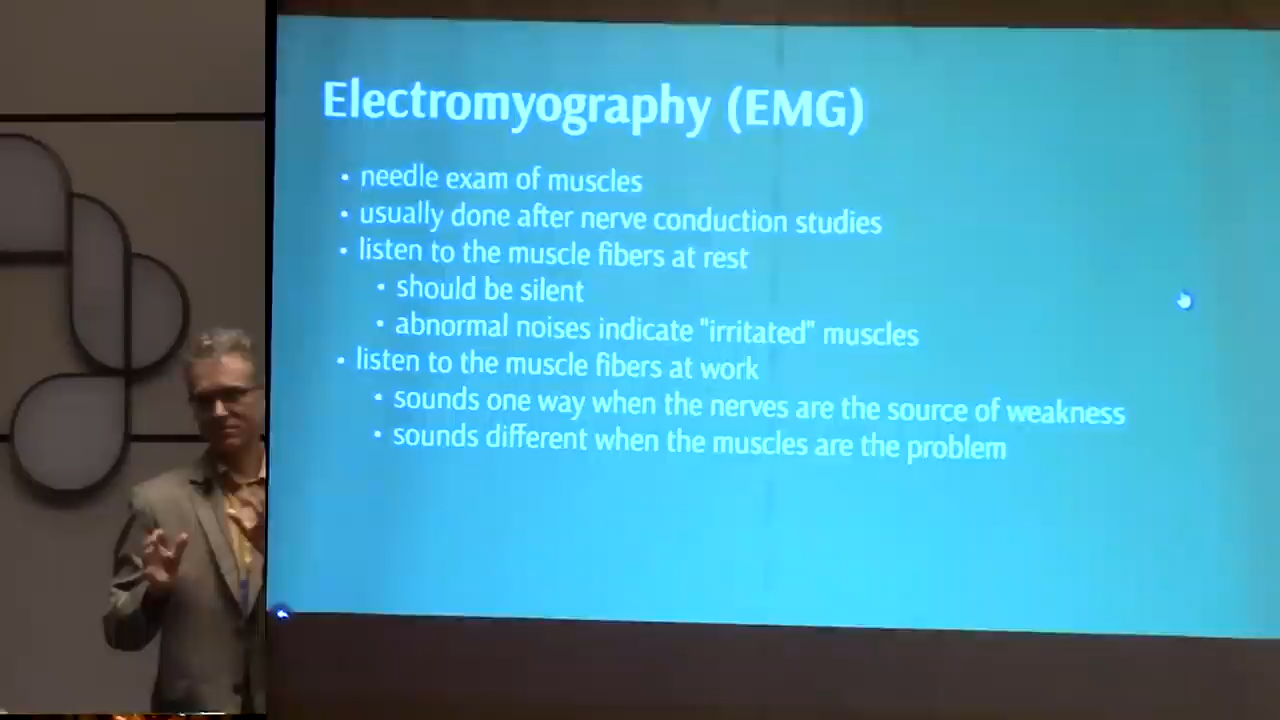 Electromyography (EMG)
• needle exam of muscles
• usually done after nerve conduction studies
• listen to the muscle fibers at rest
• should be silent
• abnormal noises indicate "irritated" muscles
• listen to the muscle fibers at work
• sounds one way when the nerves are the source of weakness
• sounds different when the muscles are the problem